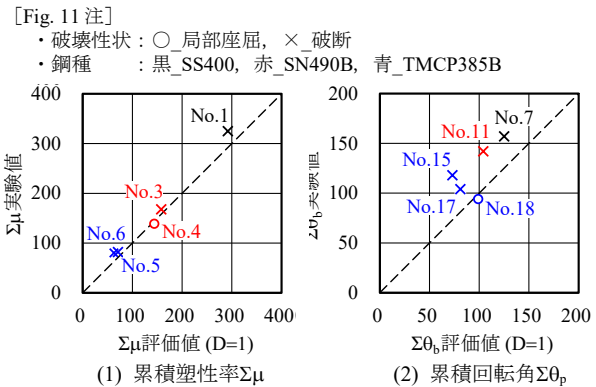 [Fig. 11 注]
・破壊性状：○_局部座屈，×_破断
・鋼種　：黒_SS400，赤_SN490B，青_TMCP385B
400
300
200
100
0
0 100 200 300 400
Σμ実験値
No.1
No.3
No.4
No.6
No.5
Σμ評価値 (D=1)
(1) 累積塑性率Σμ
200
150
100
50
0
0 50 100 150 200
Σθb実験値
No.7
No.11
No.15
No.17
No.18
Σθb評価値 (D=1)
(2) 累積回転角Σθp